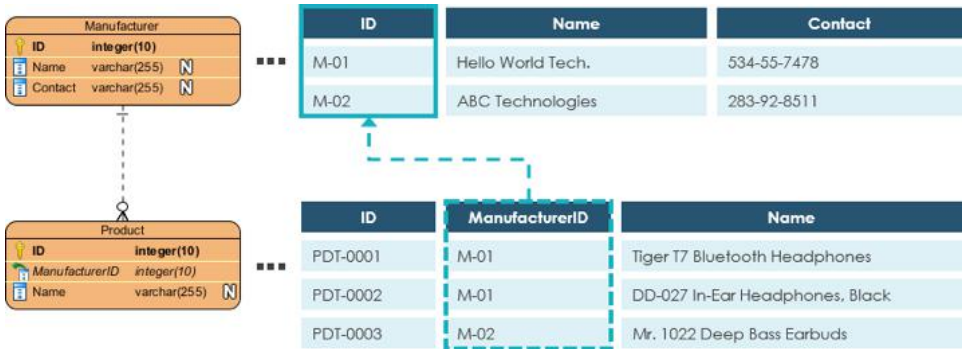 Manufacturer
ID integer(10)
Name varchar(255) N
Contact varchar(255) N
ID Name Contact
M-01 Hello World Tech. 534-55-7478
M-02 ABC Technologies 283-92-8511
Product
ID integer(10)
ManufacturerID integer(10)
Name varchar(255) N
ID ManufacturerID Name
PDT-0001 M-01 Tiger T7 Bluetooth Headphones
PDT-0002 M-01 DD-027 In-Ear Headphones, Black
PDT-0003 M-02 Mr. 1022 Deep Bass Earbuds